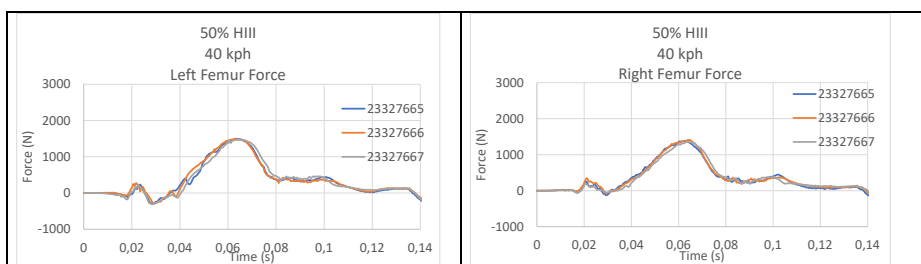 50% HIII
40 kph
Left Femur Force
3000
2000
1000
0
-1000
Force (N)
0 0,02 0,04 0,06 0,08 0,1 0,12 0,14
Time (s)
23327665
23327666
23327667
50% HIII
40 kph
Right Femur Force
3000
2000
1000
0
-1000
Force (N)
0 0,02 0,04 0,06 0,08 0,1 0,12 0,14
Time (s)
23327665
23327666
23327667